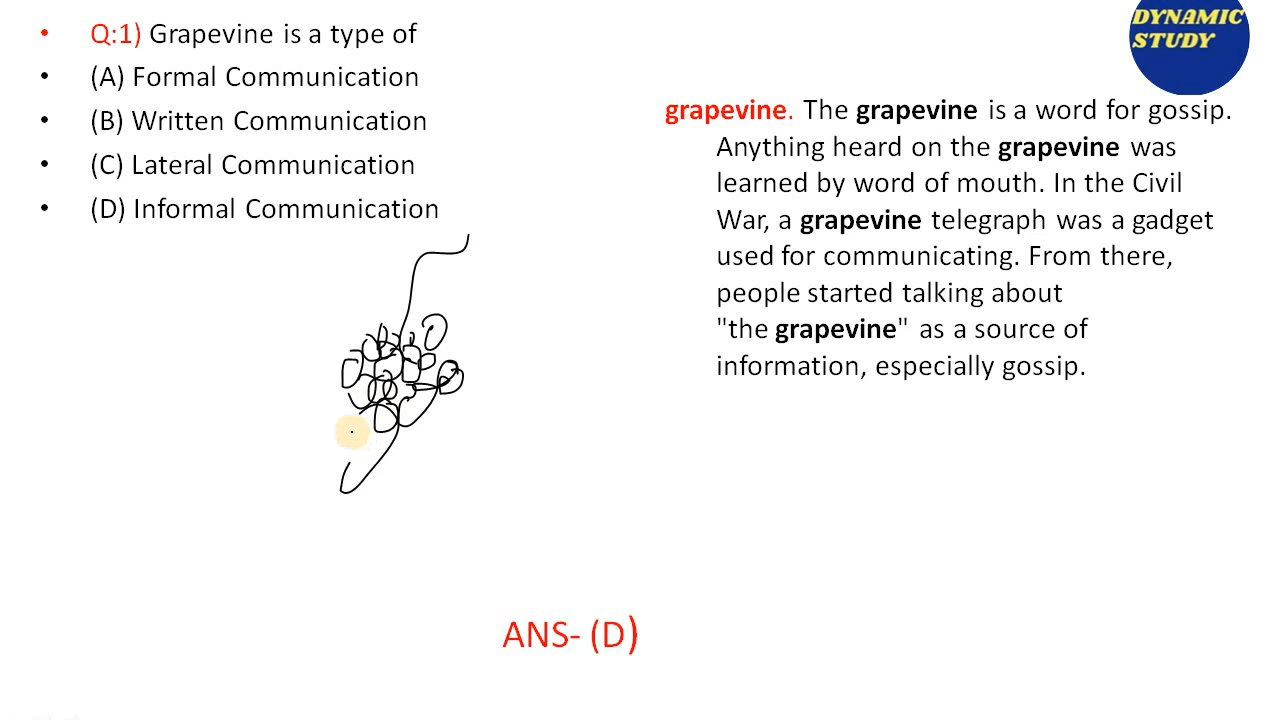 • Q:1) Grapevine is a type of
• (A) Formal Communication
• (B) Written Communication
• (C) Lateral Communication
• (D) Informal Communication
DYNAMIC
STUDY
grapevine. The grapevine is a word for gossip.
Anything heard on the grapevine was
learned by word of mouth. In the Civil
War, a grapevine telegraph was a gadget
used for communicating. From there,
people started talking about
"the grapevine" as a source of
information, especially gossip.
ANS- (D)